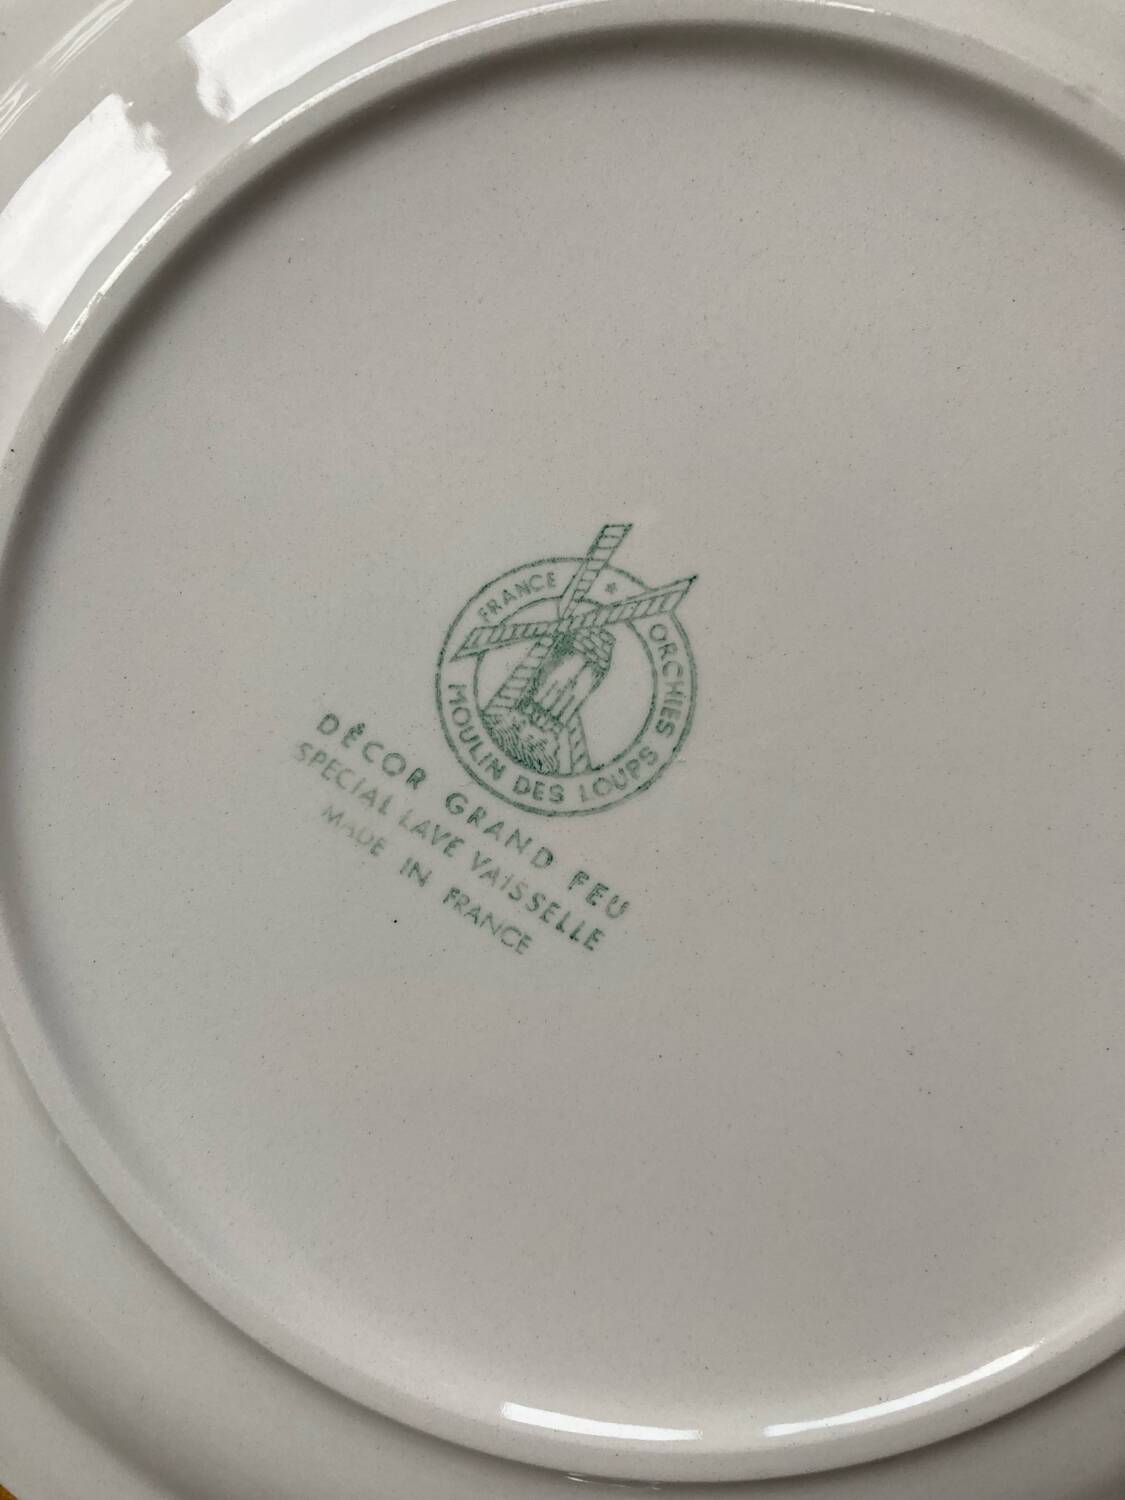 FRANCE * ORCHIES
MOULIN DES LOUPS
DÉCOR GRAND FEU
SPECIAL LAVE VAISSELLE
MADE IN FRANCE